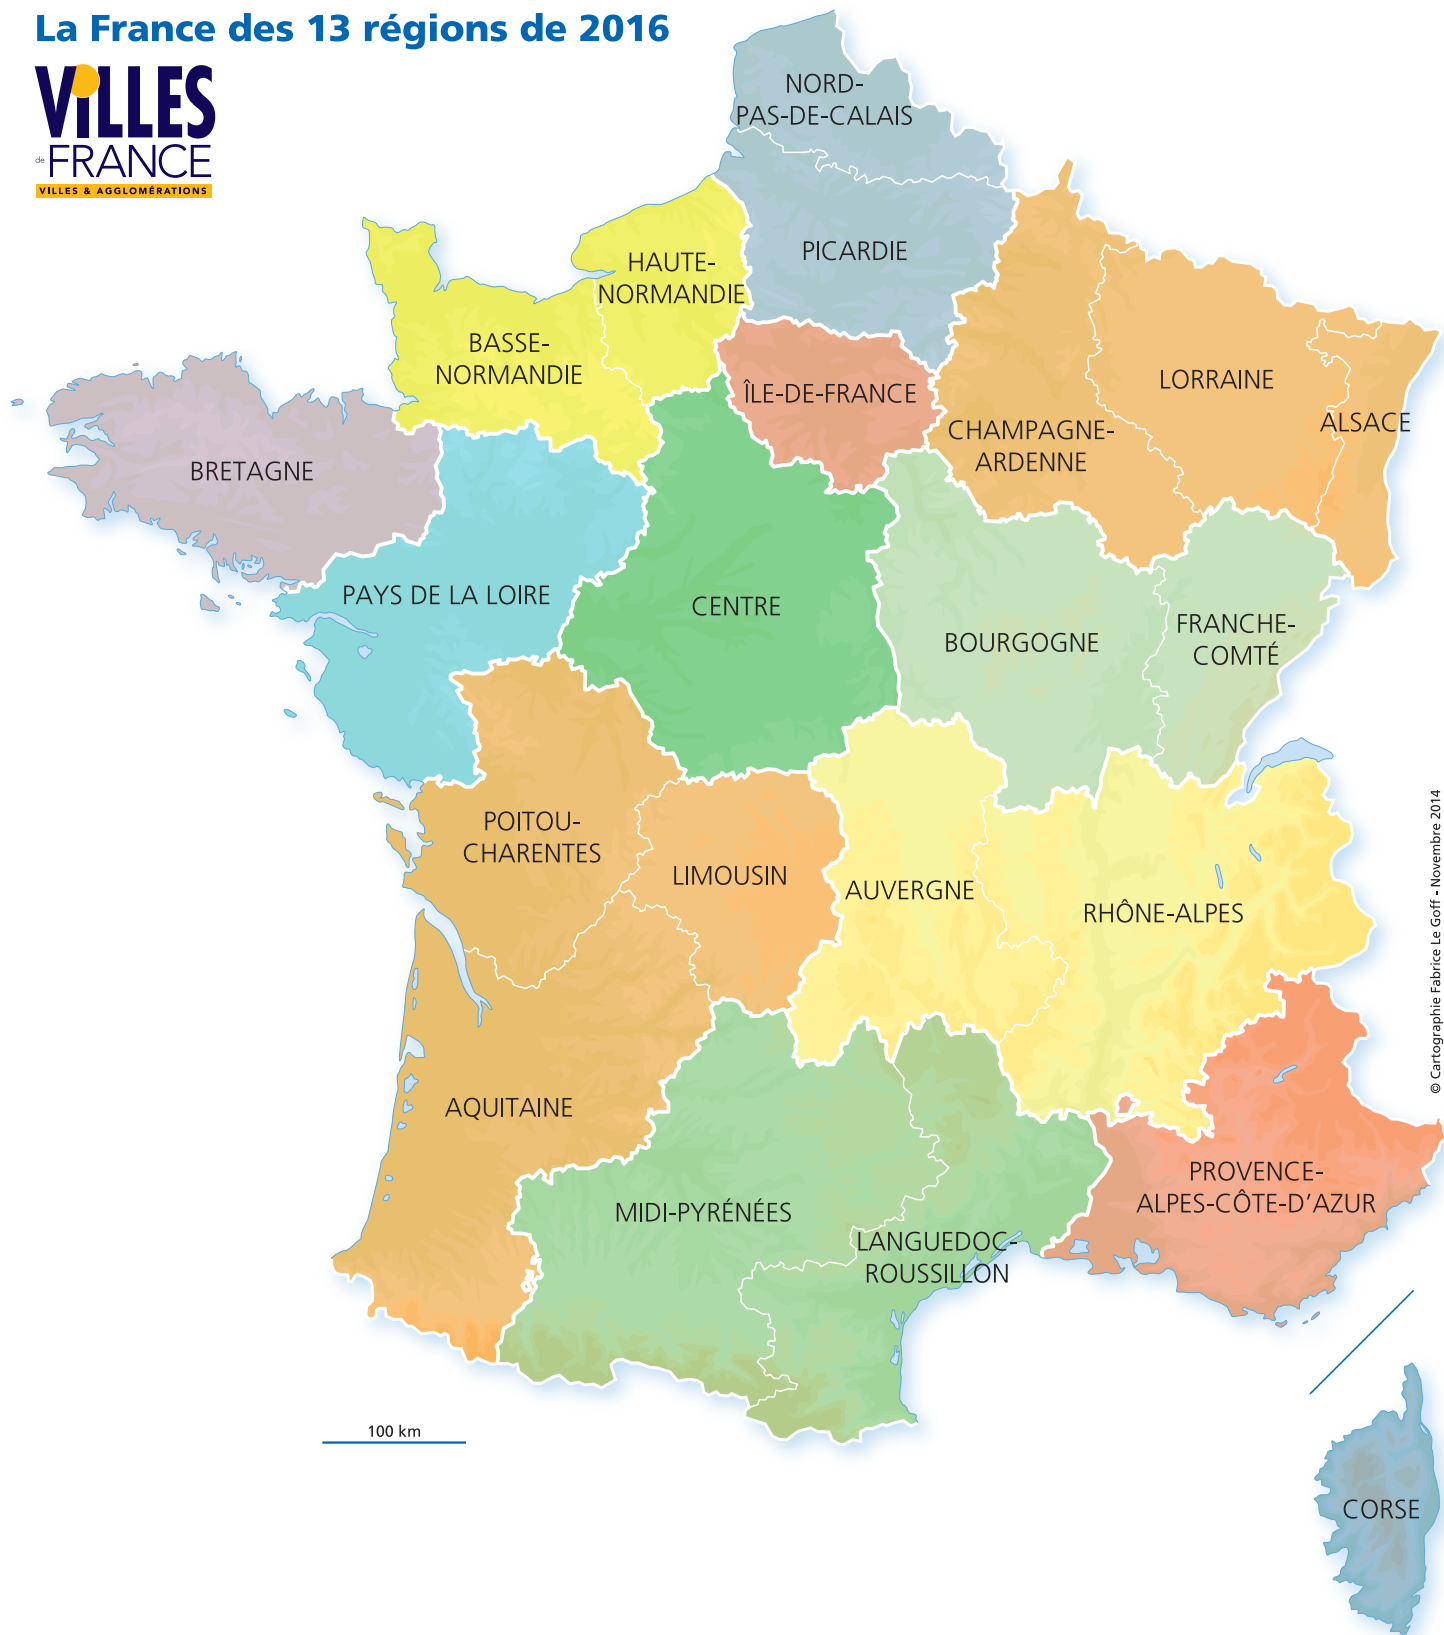 La France des 13 régions de 2016
ViLLES
de FRANCE
VILLES & AGGLOMÉRATIONS
NORD-
PAS-DE-CALAIS
PICARDIE
HAUTE-
NORMANDIE
BASSE-
NORMANDIE
ÎLE-DE-FRANCE
CHAMPAGNE-
ARDENNE
LORRAINE
ALSACE
BRETAGNE
PAYS DE LA LOIRE
CENTRE
BOURGOGNE
FRANCHE-
COMTÉ
POITOU-
CHARENTES
LIMOUSIN
AUVERGNE
RHÔNE-ALPES
AQUITAINE
MIDI-PYRÉNÉES
LANGUEDOC-
ROUSSILLON
PROVENCE-
ALPES-CÔTE-D'AZUR
CORSE
100 km
© Cartographie Fabrice Le Goff - Novembre 2014